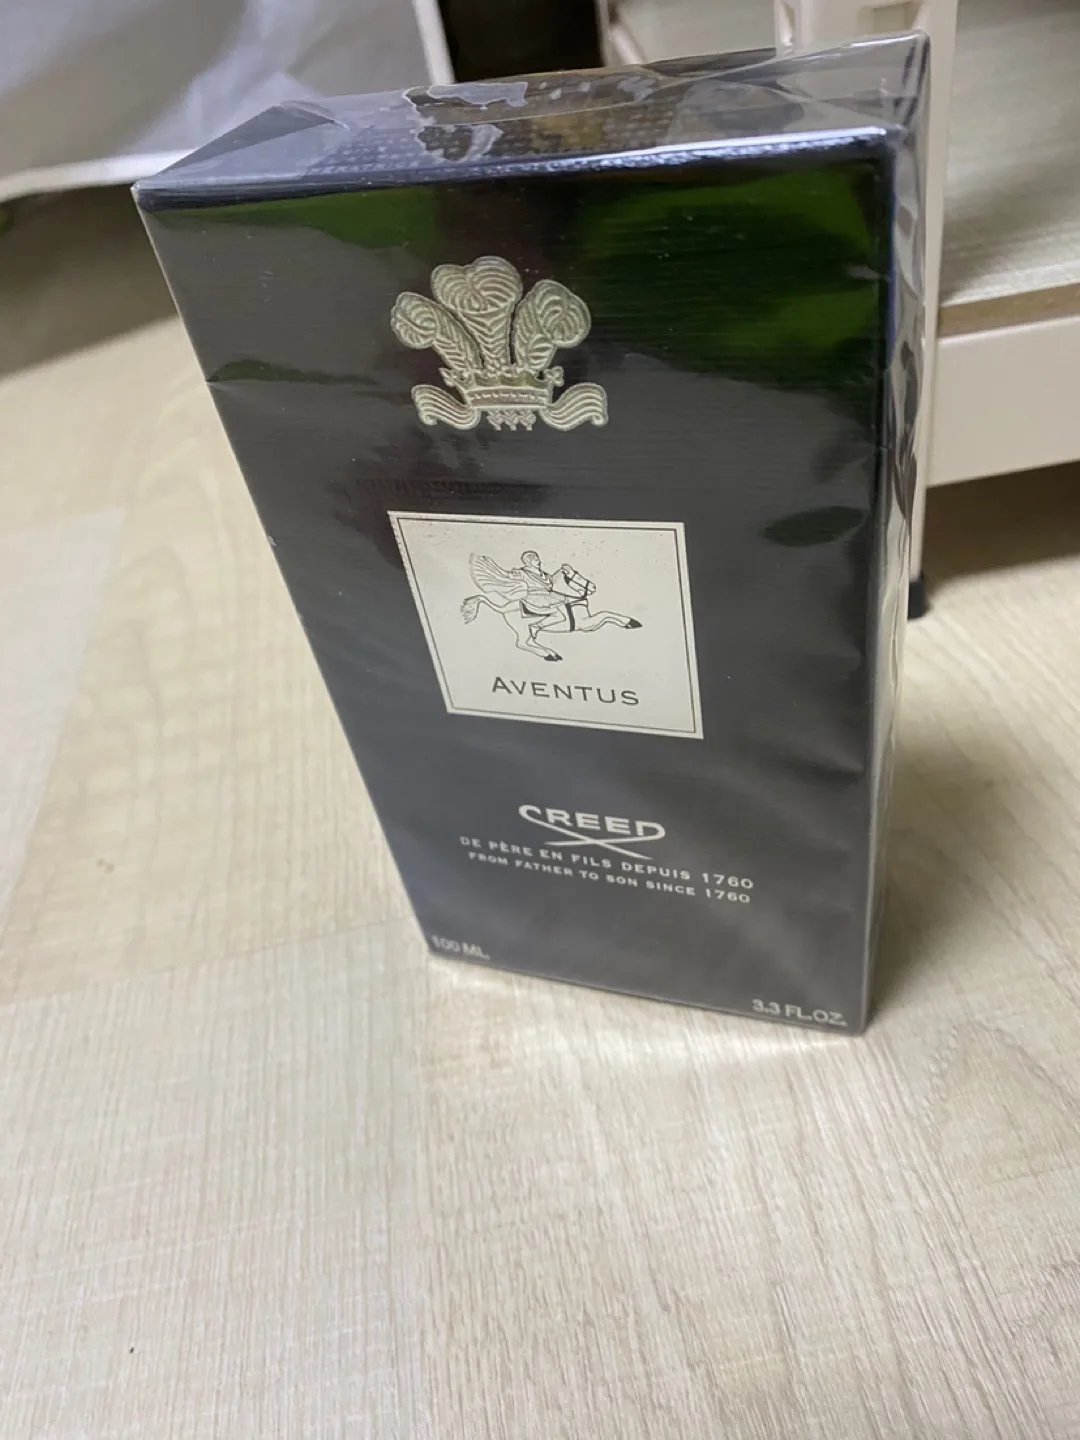 AVENTUS
CREED
DE PÈRE EN FILS DEPUIS 1760
FROM FATHER TO SON SINCE 1760
100 ML
3.3 FL.OZ.